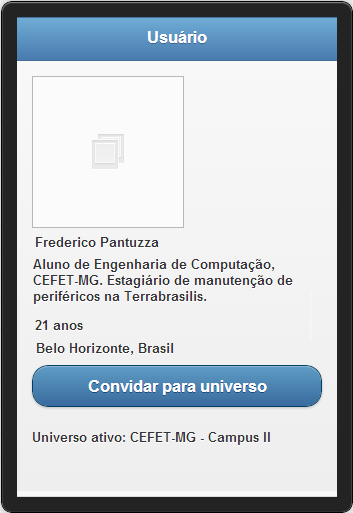 Usuário
Frederico Pantuzza
Aluno de Engenharia de Computação,
CEFET-MG. Estagiário de manutenção de
periféricos na Terrabrasilis.
21 anos
Belo Horizonte, Brasil
Convidar para universo
Universo ativo: CEFET-MG - Campus II